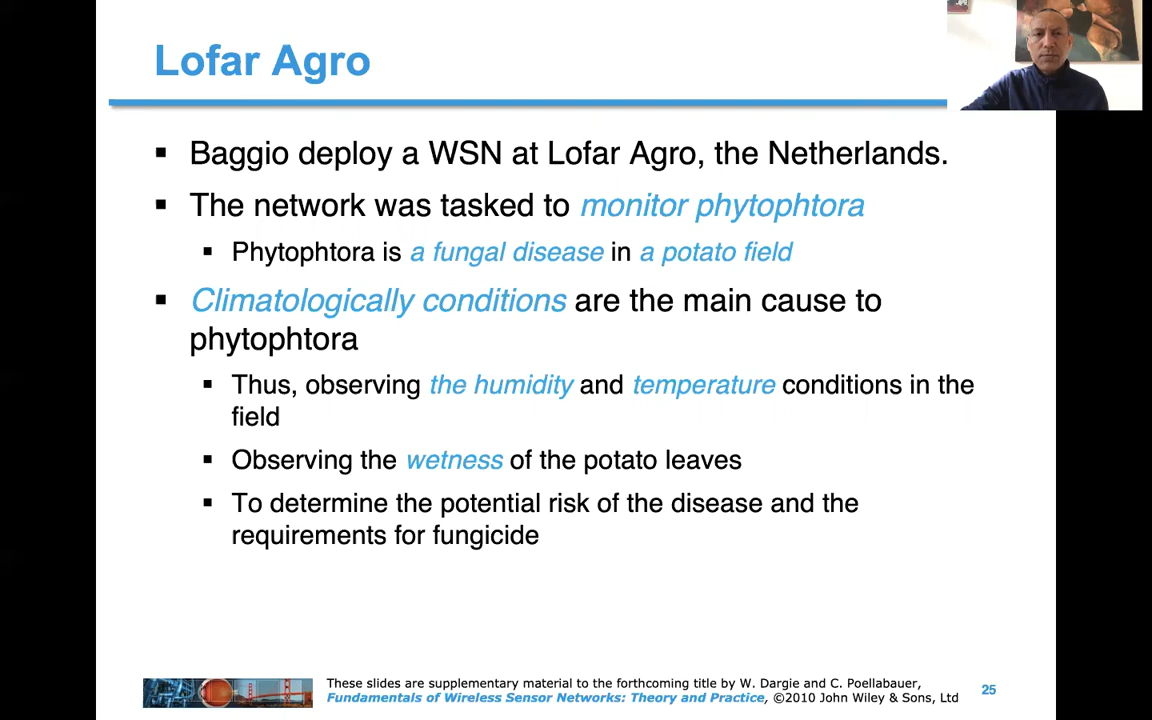 Lofar Agro
▪ Baggio deploy a WSN at Lofar Agro, the Netherlands.
▪ The network was tasked to monitor phytophtora
▪ Phytophtora is a fungal disease in a potato field
▪ Climatologically conditions are the main cause to
phytophtora
▪ Thus, observing the humidity and temperature conditions in the
field
▪ Observing the wetness of the potato leaves
▪ To determine the potential risk of the disease and the
requirements for fungicide
These slides are supplementary material to the forthcoming title by W. Dargie and C. Poellabauer,
Fundamentals of Wireless Sensor Networks: Theory and Practice, ©2010 John Wiley & Sons, Ltd
25